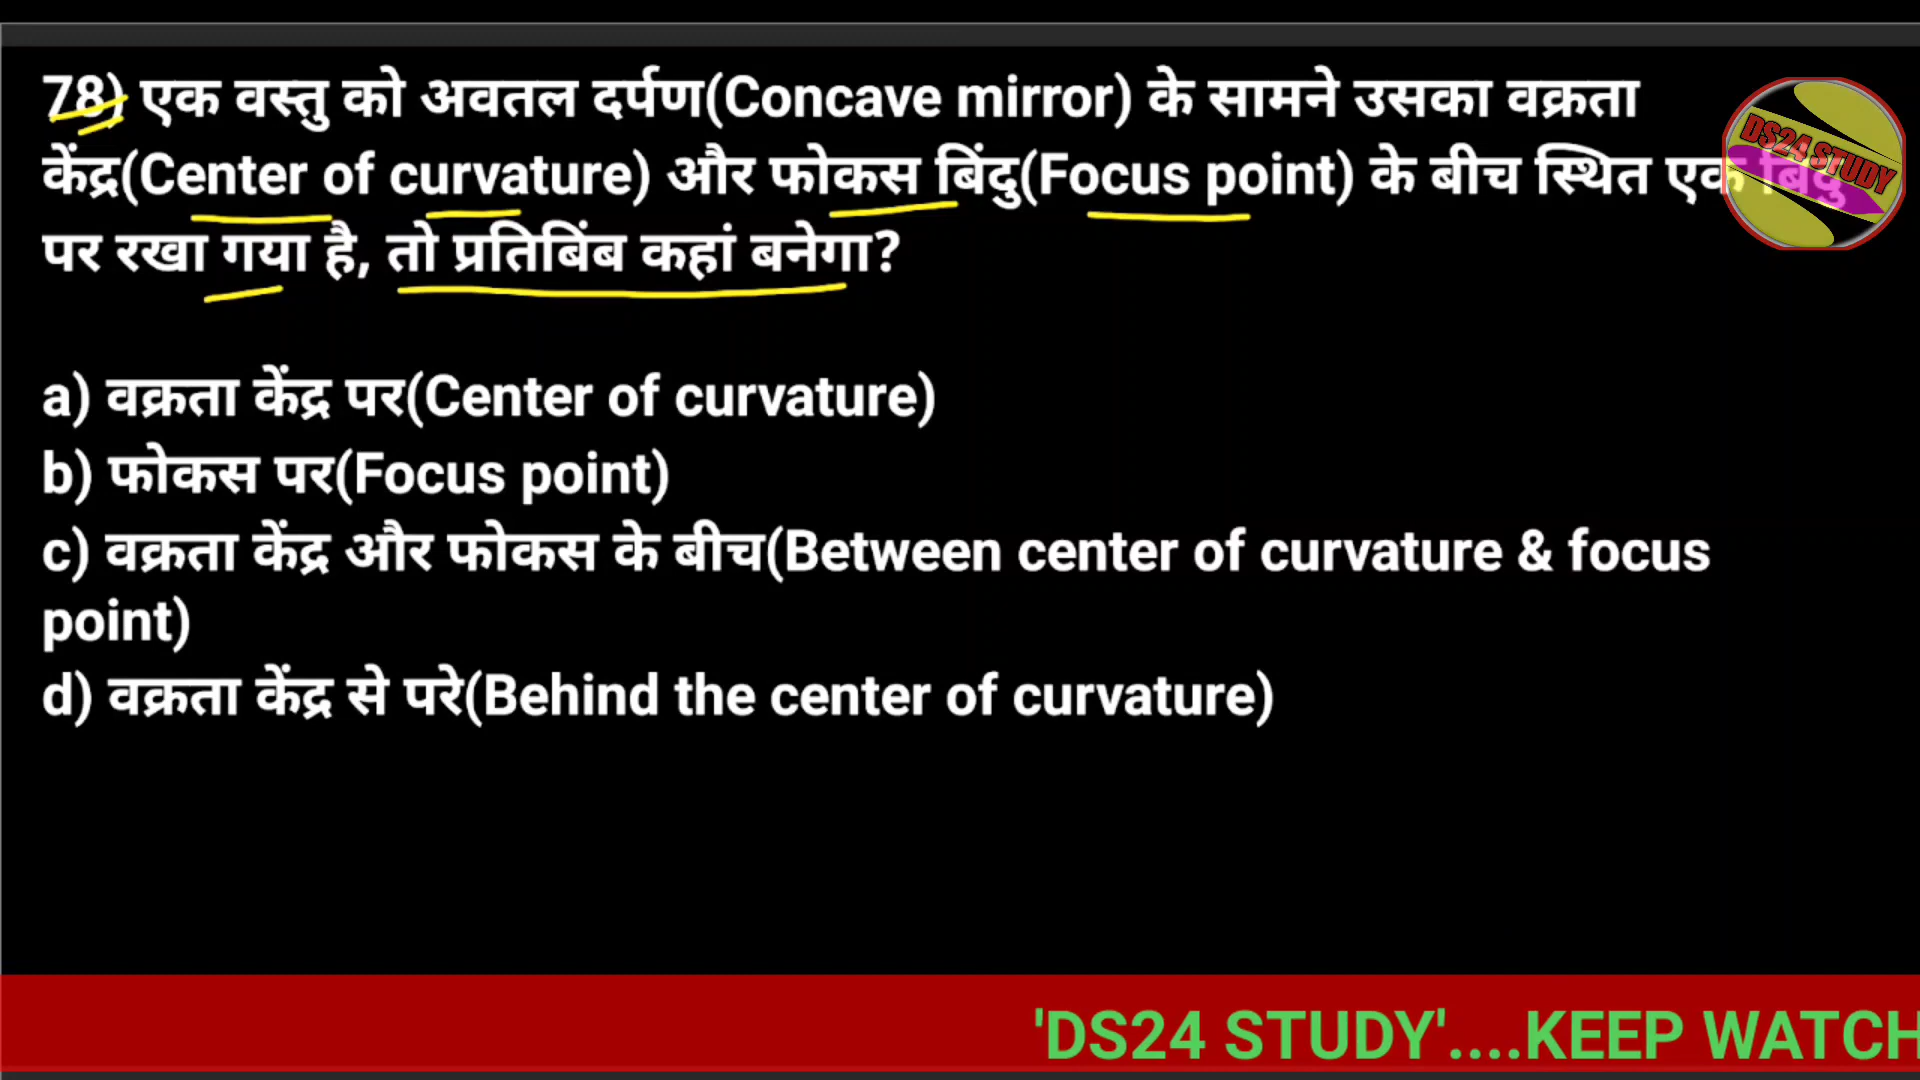 78) एक वस्तु को अवतल दर्पण(Concave mirror) के सामने उसका वक्रता
केंद्र(Center of curvature) और फोकस बिंदु(Focus point) के बीच स्थित एक बिंदु
पर रखा गया है, तो प्रतिबिंब कहां बनेगा?
DS24 STUDY
a) वक्रता केंद्र पर(Center of curvature)
b) फोकस पर(Focus point)
c) वक्रता केंद्र और फोकस के बीच(Between center of curvature & focus
point)
d) वक्रता केंद्र से परे(Behind the center of curvature)
'DS24 STUDY'....KEEP WATCH